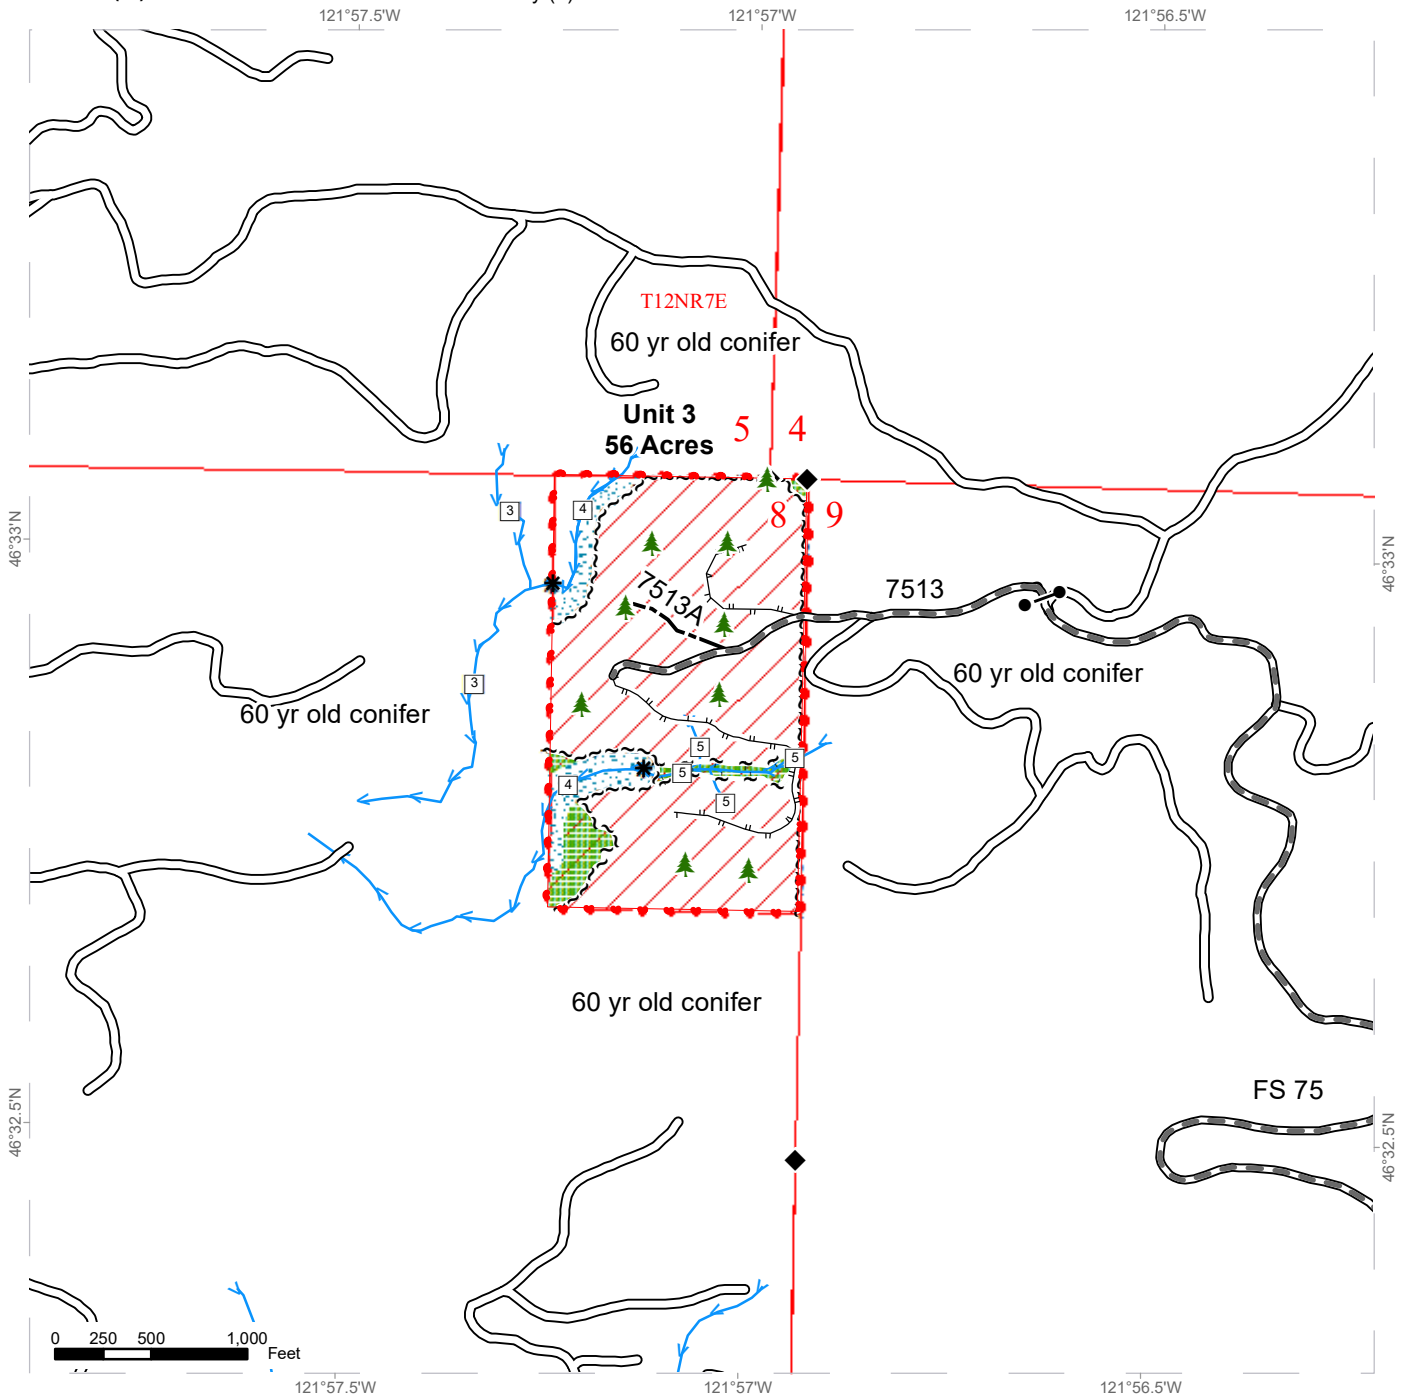 121°57.5'W
121°57'W
121°56.5'W
T12NR7E
60 yr old conifer
Unit 3
56 Acres
5
4
3
4
8
9
46°33'N
46°33'N
7513A
7513
60 yr old conifer
3
60 yr old conifer
5
5
5
4
5
60 yr old conifer
FS 75
46°32.5'N
46°32.5'N
0 250 500 1,000
Feet
121°57.5'W
121°57'W
121°56.5'W